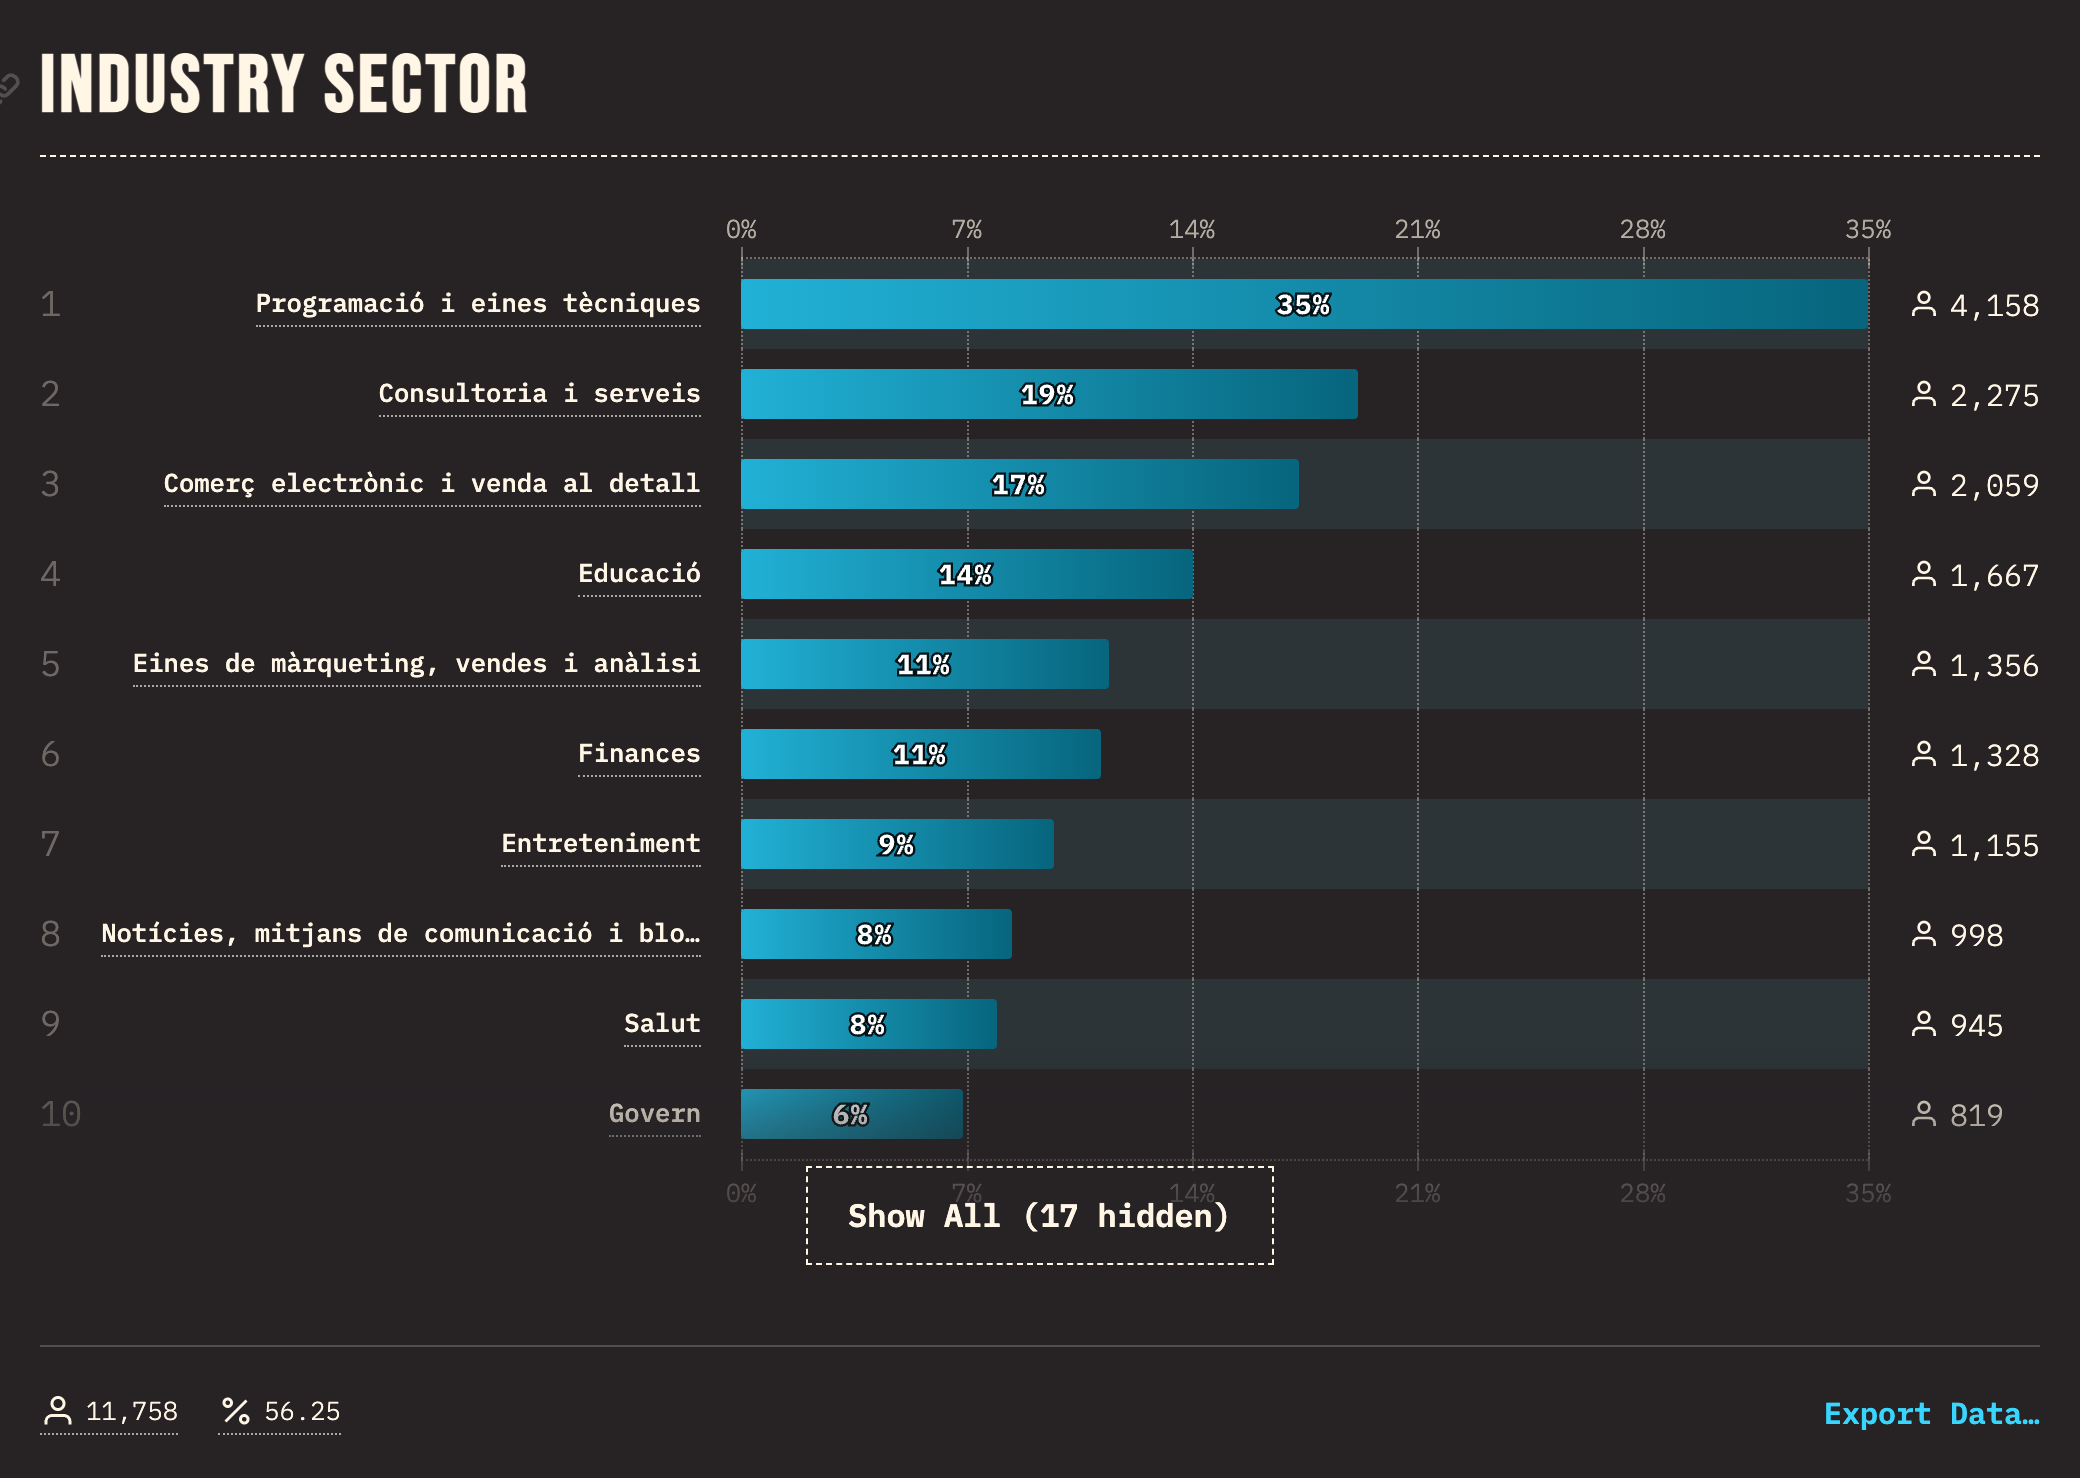 INDUSTRY SECTOR
0% 7% 14% 21% 28% 35%
1 Programació i eines tècniques 35% 4,158
2 Consultoria i serveis 19% 2,275
3 Comerç electrònic i venda al detall 17% 2,059
4 Educació 14% 1,667
5 Eines de màrqueting, vendes i anàlisi 11% 1,356
6 Finances 11% 1,328
7 Entreteniment 9% 1,155
8 Notícies, mitjans de comunicació i blo… 8% 998
9 Salut 8% 945
10 Govern 6% 819
0% 7% 14% 21% 28% 35%
Show All (17 hidden)
11,758 % 56.25 Export Data…